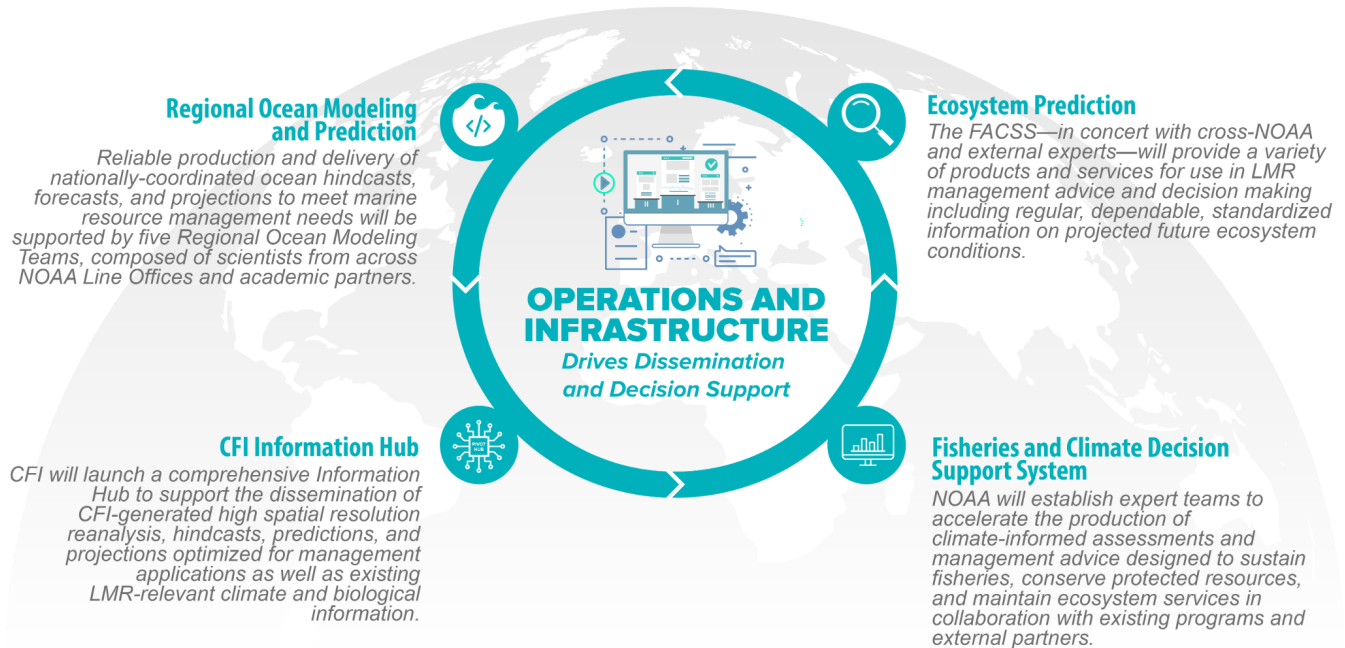 Regional Ocean Modeling
and Prediction
Reliable production and delivery of
nationally-coordinated ocean hindcasts,
forecasts, and projections to meet marine
resource management needs will be
supported by five Regional Ocean Modeling
Teams, composed of scientists from across
NOAA Line Offices and academic partners.
</>
Ecosystem Prediction
The FACSS—in concert with cross-NOAA
and external experts—will provide a variety
of products and services for use in LMR
management advice and decision making
including regular, dependable, standardized
information on projected future ecosystem
conditions.
OPERATIONS AND
INFRASTRUCTURE
Drives Dissemination
and Decision Support
CFI Information Hub
CFI will launch a comprehensive Information
Hub to support the dissemination of
CFI-generated high spatial resolution
reanalysis, hindcasts, predictions, and
projections optimized for management
applications as well as existing
LMR-relevant climate and biological
information.
PIVOT
HUB
Fisheries and Climate Decision
Support System
NOAA will establish expert teams to
accelerate the production of
climate-informed assessments and
management advice designed to sustain
fisheries, conserve protected resources,
and maintain ecosystem services in
collaboration with existing programs and
external partners.